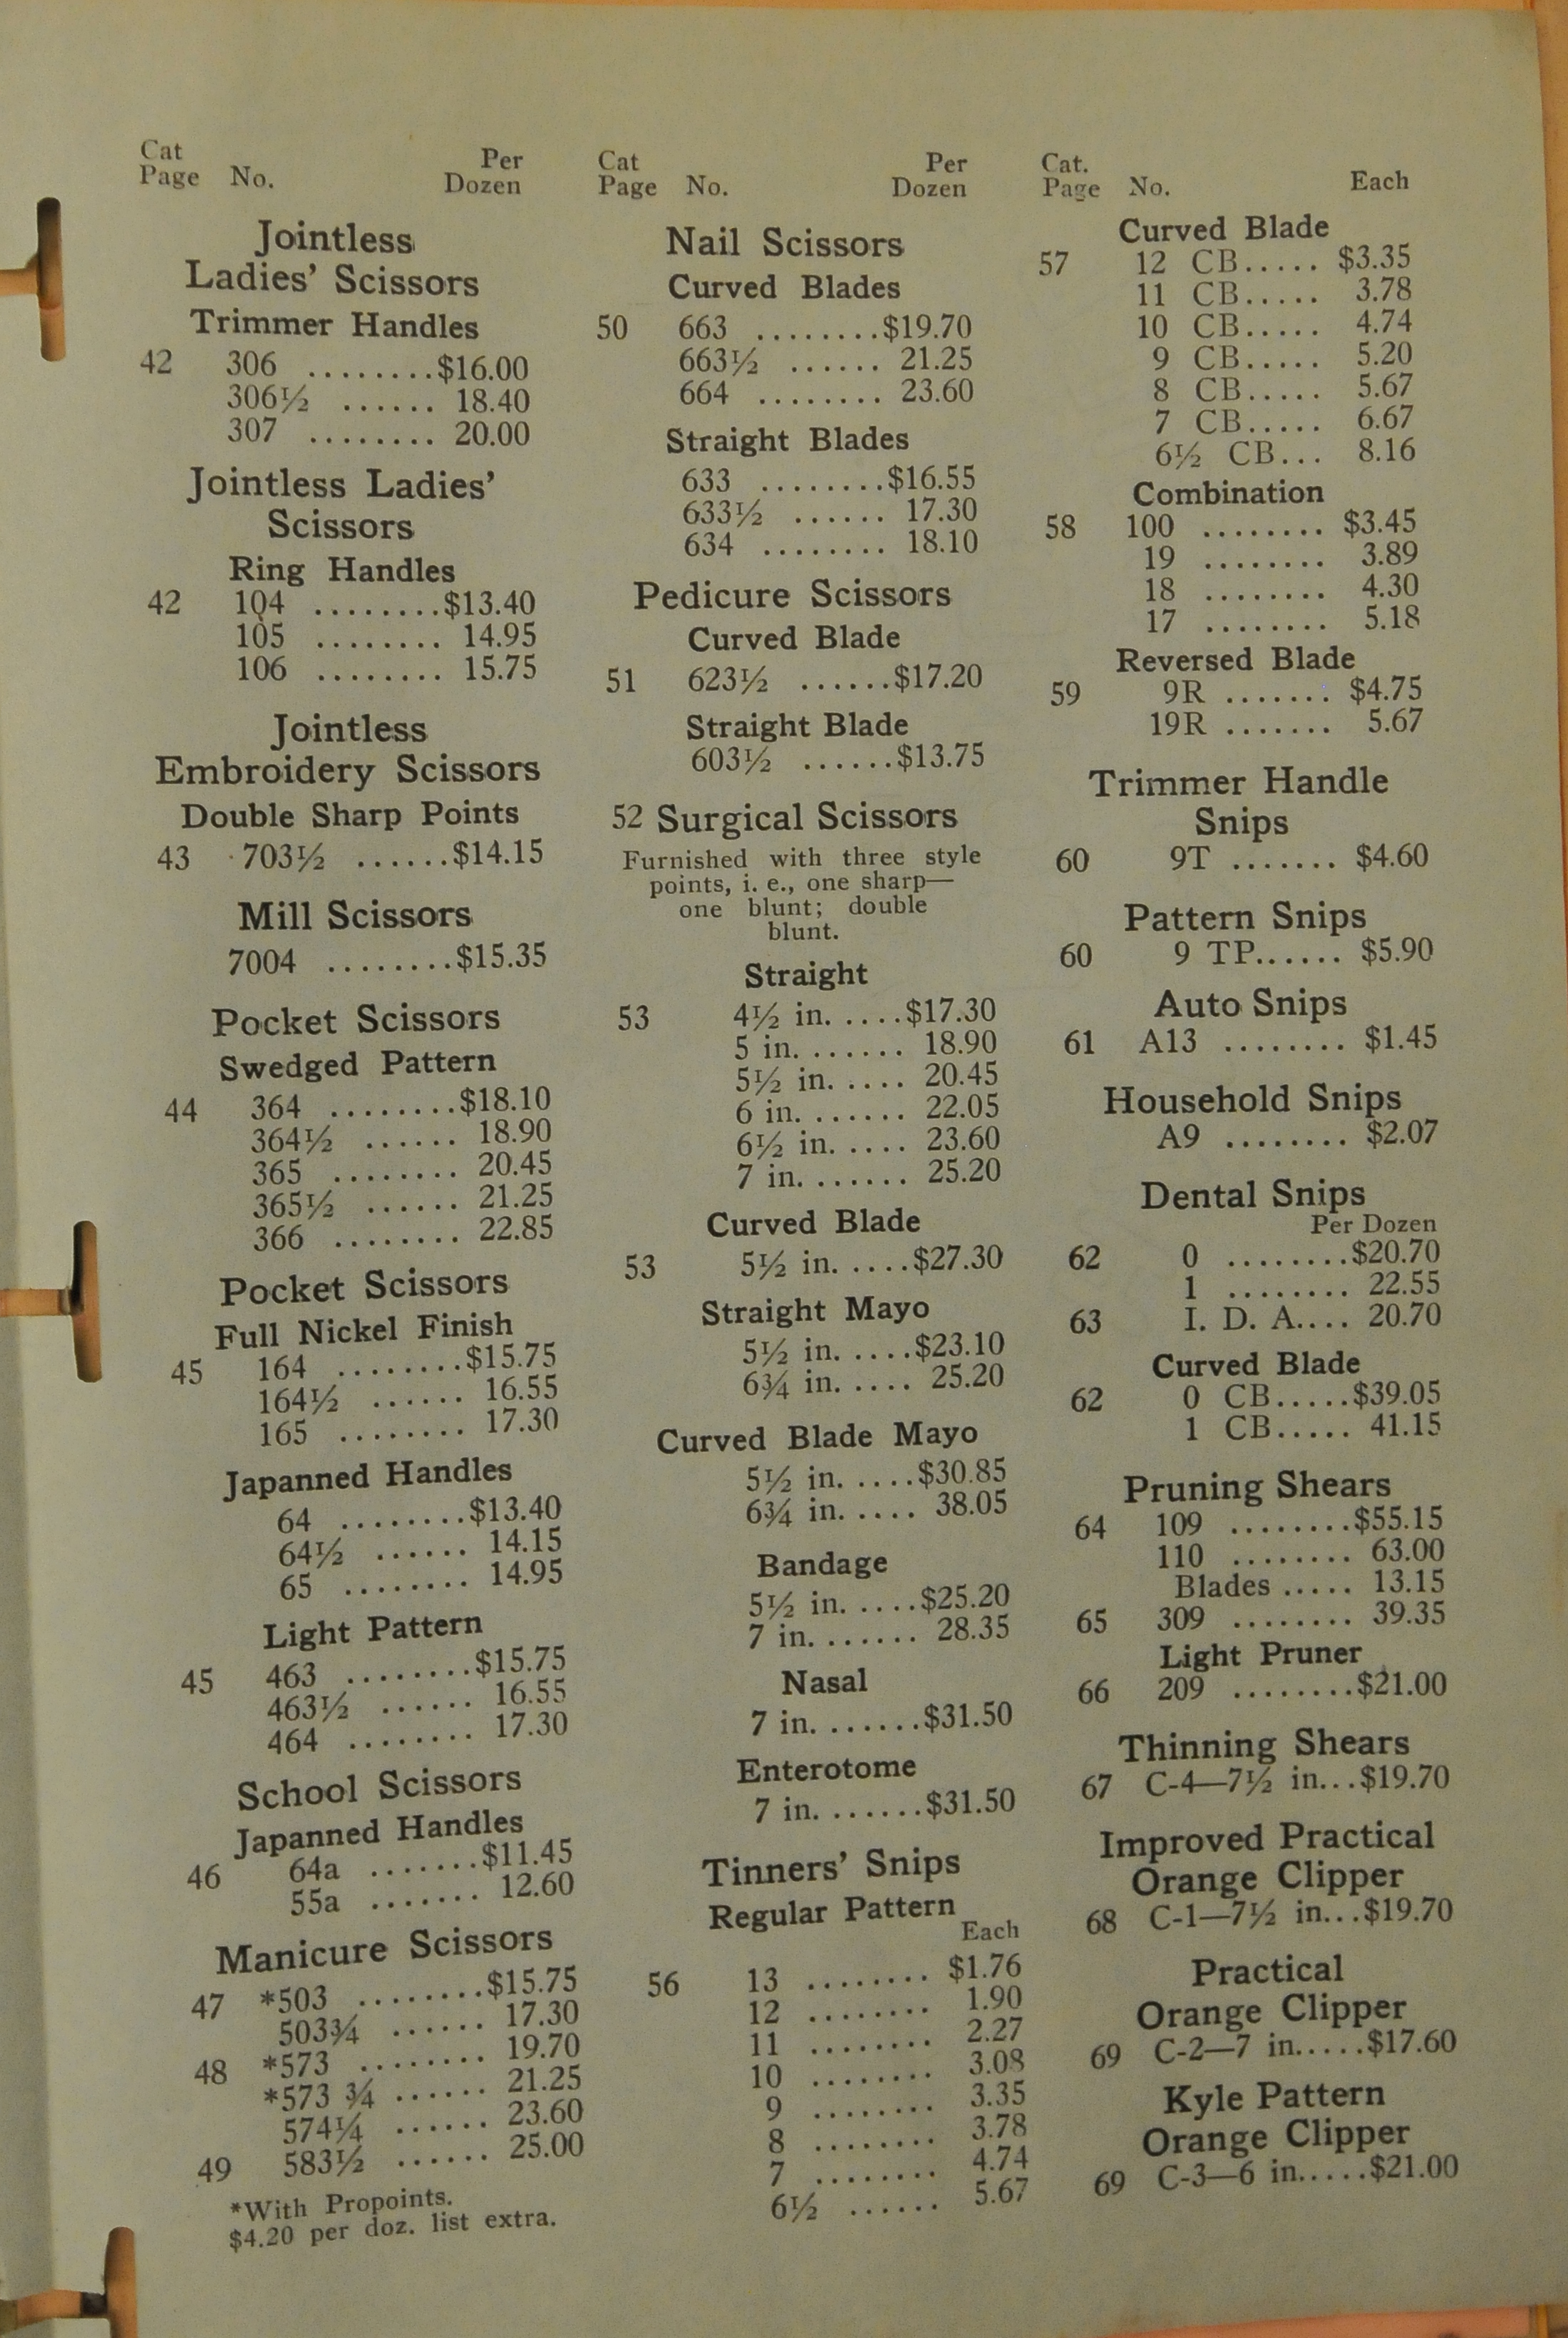 Cat
Page No. Per
Dozen
Jointless
Ladies' Scissors
Trimmer Handles
42 306 ........$16.00
306½ ...... 18.40
307 ........ 20.00
Jointless Ladies'
Scissors
Ring Handles
42 104 ........$13.40
105 ........ 14.95
106 ........ 15.75
Jointless
Embroidery Scissors
Double Sharp Points
43 703½ ......$14.15
Mill Scissors
7004 ........$15.35
Pocket Scissors
Swedged Pattern
44 364 ........$18.10
364½ ...... 18.90
365 ........ 20.45
365½ ...... 21.25
366 ........ 22.85
Pocket Scissors
Full Nickel Finish
45 164 ........$15.75
164½ ...... 16.55
165 ........ 17.30
Japanned Handles
64 ........$13.40
64½ ...... 14.15
65 ........ 14.95
Light Pattern
45 463 ........$15.75
463½ ...... 16.55
464 ........ 17.30
School Scissors
Japanned Handles
46 64a .......$11.45
55a ....... 12.60
Manicure Scissors
47 *503 ........$15.75
503¾ ...... 17.30
48 *573 ........ 19.70
*573 ¾ ...... 21.25
574¼ ...... 23.60
49 583½ ...... 25.00
*With Propoints.
$4.20 per doz. list extra.
Cat
Page No. Per
Dozen
Nail Scissors
Curved Blades
50 663 ........$19.70
663½ ...... 21.25
664 ........ 23.60
Straight Blades
633 ........$16.55
633½ ...... 17.30
634 ........ 18.10
Pedicure Scissors
Curved Blade
51 623½ ......$17.20
Straight Blade
603½ ......$13.75
52 Surgical Scissors
Furnished with three style
points, i. e., one sharp—
one blunt; double
blunt.
Straight
53 4½ in. ....$17.30
5 in. ...... 18.90
5½ in. .... 20.45
6 in. ...... 22.05
6½ in. .... 23.60
7 in. ...... 25.20
Curved Blade
53 5½ in. ....$27.30
Straight Mayo
5½ in. ....$23.10
6¾ in. .... 25.20
Curved Blade Mayo
5½ in. ....$30.85
6¾ in. .... 38.05
Bandage
5½ in. ....$25.20
7 in. ...... 28.35
Nasal
7 in. ......$31.50
Enterotome
7 in. ......$31.50
Tinners' Snips
Regular Pattern
Each
56 13 ........ $1.76
12 ........ 1.90
11 ........ 2.27
10 ........ 3.08
9 ........ 3.35
8 ........ 3.78
7 ........ 4.74
6½ ...... 5.67
Cat.
Page No. Each
Curved Blade
57 12 CB..... $3.35
11 CB..... 3.78
10 CB..... 4.74
9 CB..... 5.20
8 CB..... 5.67
7 CB..... 6.67
6½ CB... 8.16
Combination
58 100 ........ $3.45
19 ........ 3.89
18 ........ 4.30
17 ........ 5.18
Reversed Blade
59 9R ....... $4.75
19R ....... 5.67
Trimmer Handle
Snips
60 9T ....... $4.60
Pattern Snips
60 9 TP...... $5.90
Auto Snips
61 A13 ........ $1.45
Household Snips
A9 ........ $2.07
Dental Snips
Per Dozen
62 0 ........$20.70
1 ........ 22.55
63 I. D. A.... 20.70
Curved Blade
62 0 CB.....$39.05
1 CB..... 41.15
Pruning Shears
64 109 ........$55.15
110 ........ 63.00
Blades ..... 13.15
65 309 ........ 39.35
Light Pruner
66 209 ........$21.00
Thinning Shears
67 C-4—7½ in...$19.70
Improved Practical
Orange Clipper
68 C-1—7½ in...$19.70
Practical
Orange Clipper
69 C-2—7 in.....$17.60
Kyle Pattern
Orange Clipper
69 C-3—6 in.....$21.00